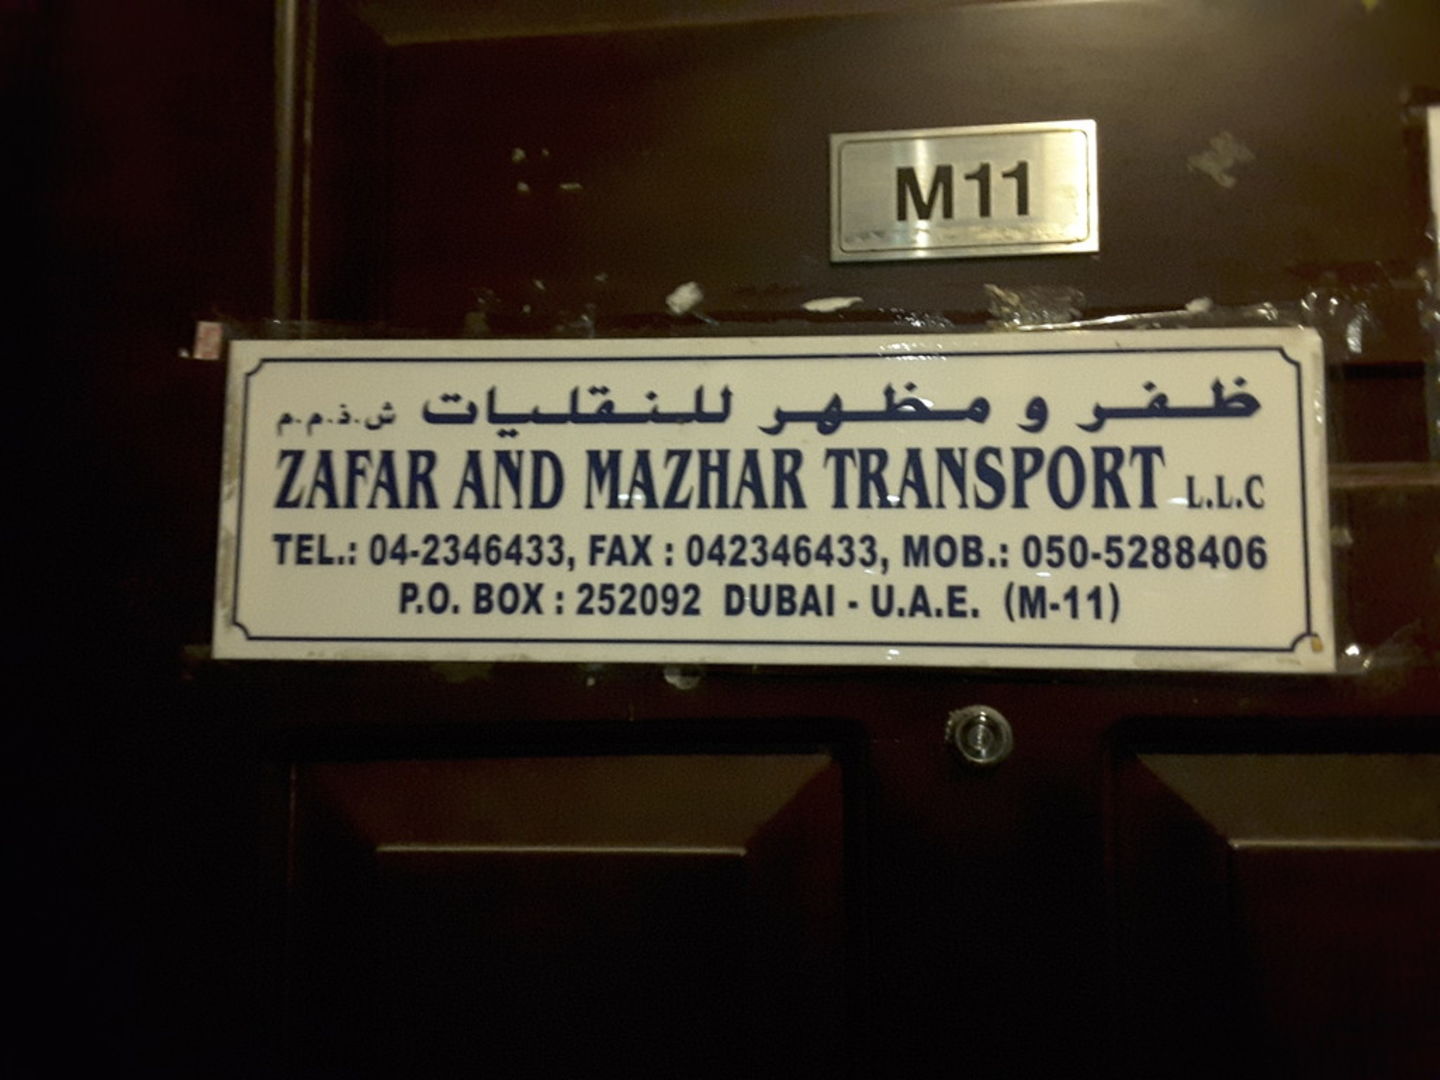 M11
ظفر و مظهر للنقليات ش.ذ.م.م
ZAFAR AND MAZHAR TRANSPORT L.L.C
TEL.: 04-2346433, FAX : 042346433, MOB.: 050-5288406
P.O. BOX : 252092 DUBAI - U.A.E. (M-11)